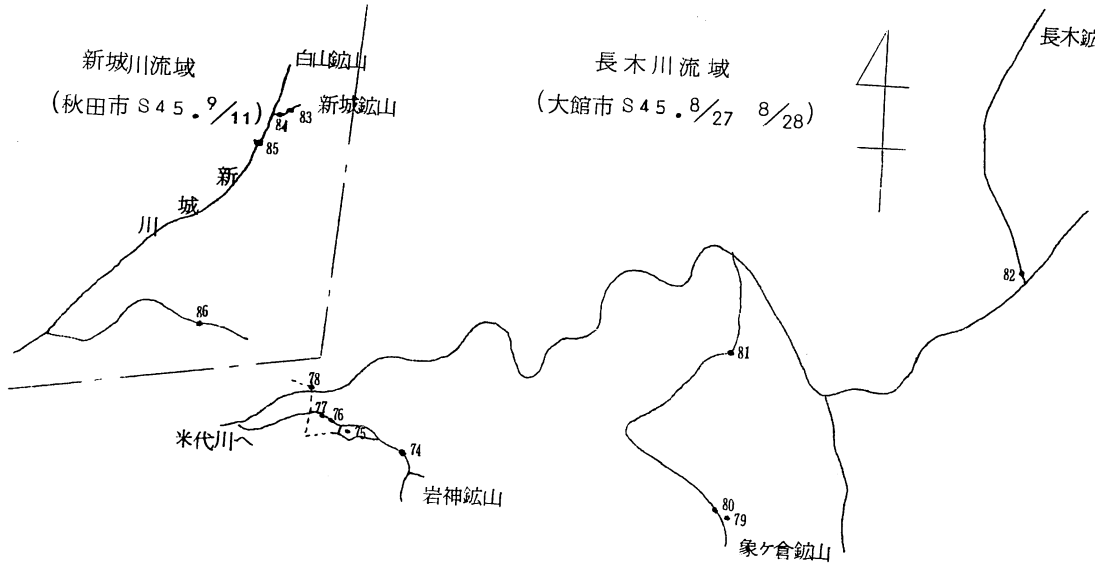 新城川流域
(秋田市 S45.9/11)
白山鉱山
新城鉱山
83
84
85
新
城
川
86
長木川流域
(大館市 S45.8/27 8/28)
長木鉱
82
81
78
77
76
75
74
米代川へ
岩神鉱山
80
79
象ケ倉鉱山